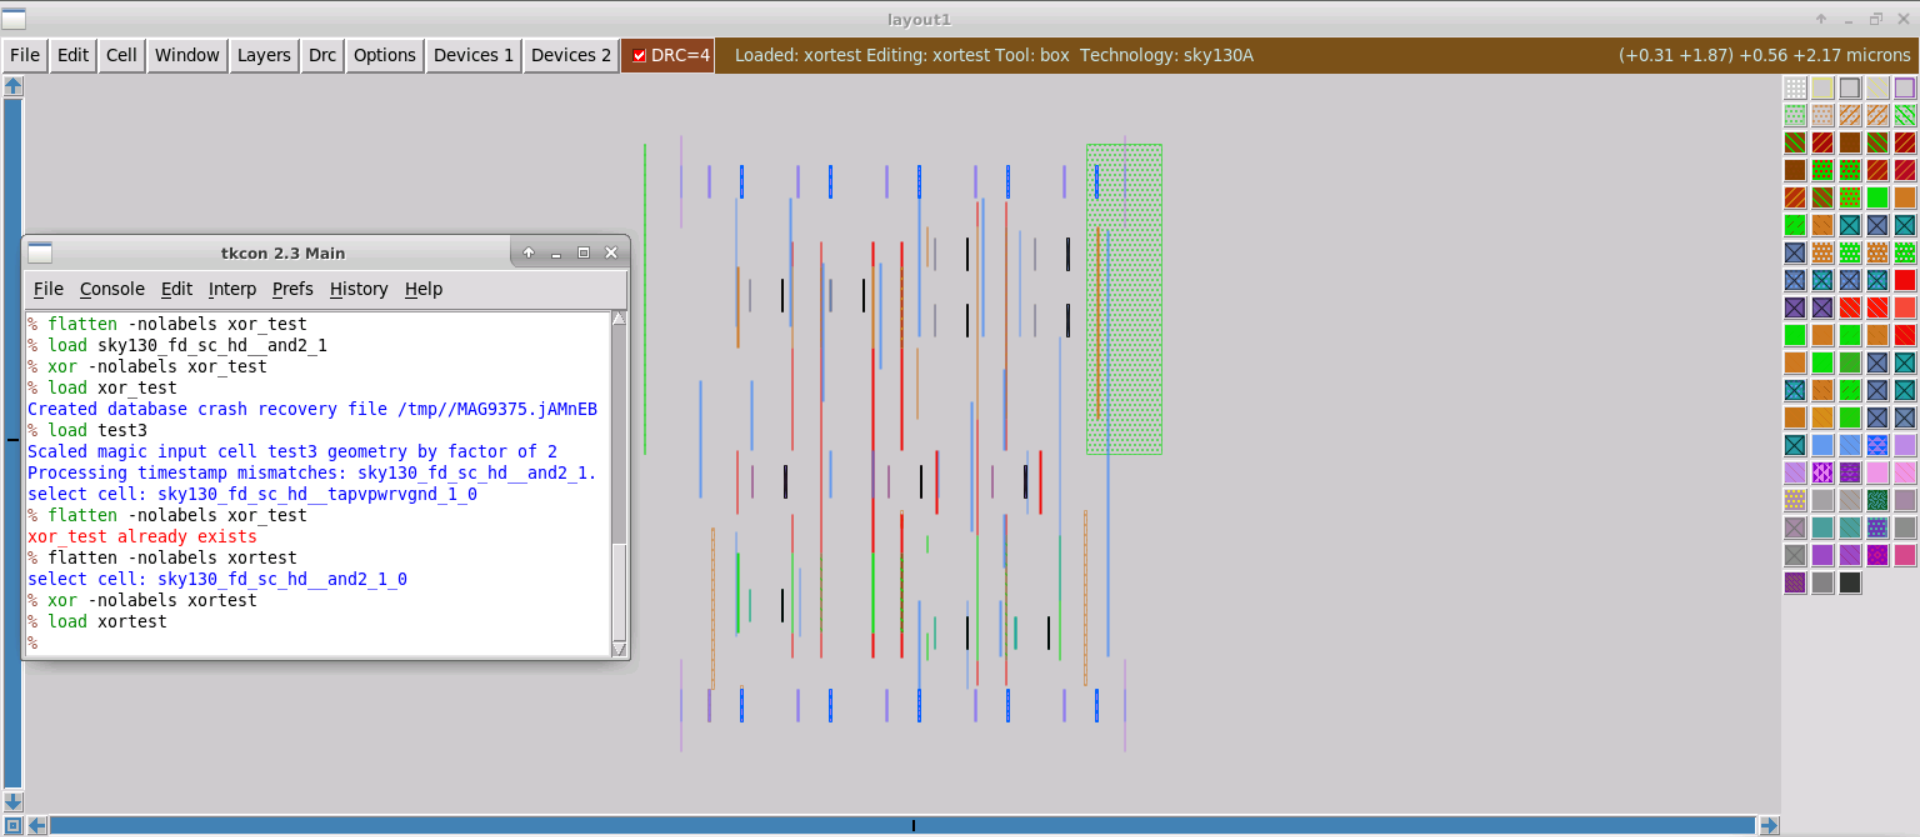 layout1
File Edit Cell Window Layers Drc Options Devices 1 Devices 2 DRC=4 Loaded: xortest Editing: xortest Tool: box Technology: sky130A (+0.31 +1.87) +0.56 +2.17 microns
tkcon 2.3 Main
File Console Edit Interp Prefs History Help
% flatten -nolabels xor_test
% load sky130_fd_sc_hd__and2_1
% xor -nolabels xor_test
% load xor_test
Created database crash recovery file /tmp//MAG9375.jAMnEB
% load test3
Scaled magic input cell test3 geometry by factor of 2
Processing timestamp mismatches: sky130_fd_sc_hd__and2_1.
select cell: sky130_fd_sc_hd__tapvpwrvgnd_1_0
% flatten -nolabels xor_test
xor_test already exists
% flatten -nolabels xortest
select cell: sky130_fd_sc_hd__and2_1_0
% xor -nolabels xortest
% load xortest
%